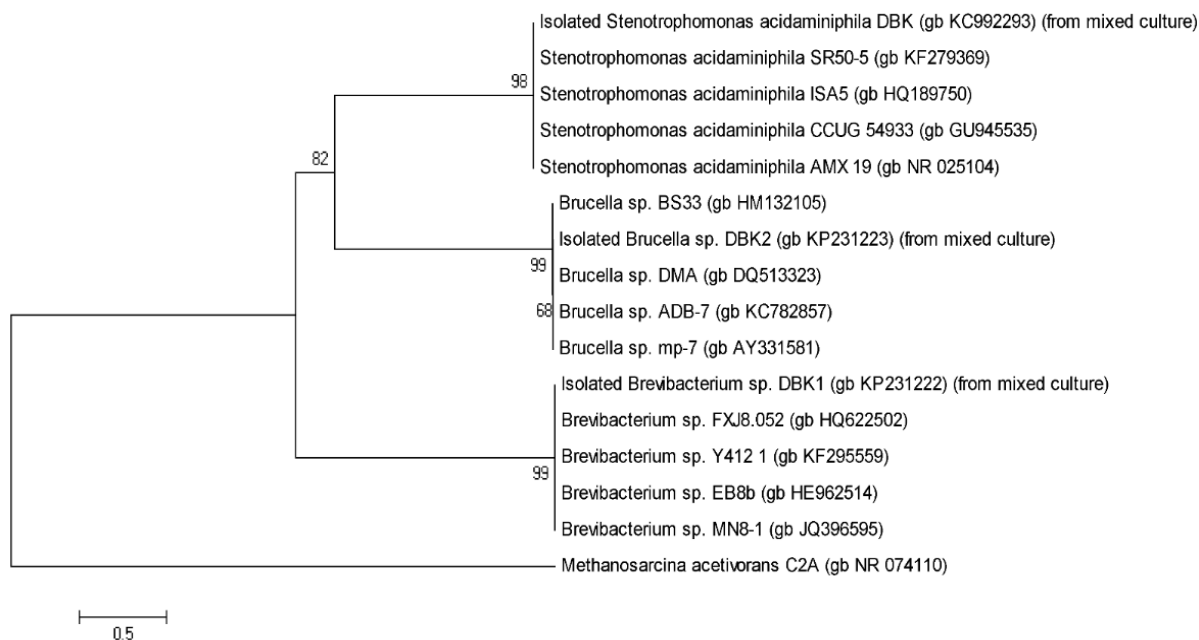 Isolated Stenotrophomonas acidaminiphila DBK (gb KC992293) (from mixed culture)
Stenotrophomonas acidaminiphila SR50-5 (gb KF279369)
98
Stenotrophomonas acidaminiphila ISA5 (gb HQ189750)
Stenotrophomonas acidaminiphila CCUG 54933 (gb GU945535)
82
Stenotrophomonas acidaminiphila AMX 19 (gb NR 025104)
Brucella sp. BS33 (gb HM132105)
Isolated Brucella sp. DBK2 (gb KP231223) (from mixed culture)
99
Brucella sp. DMA (gb DQ513323)
68
Brucella sp. ADB-7 (gb KC782857)
Brucella sp. mp-7 (gb AY331581)
Isolated Brevibacterium sp. DBK1 (gb KP231222) (from mixed culture)
Brevibacterium sp. FXJ8.052 (gb HQ622502)
Brevibacterium sp. Y412 1 (gb KF295559)
99
Brevibacterium sp. EB8b (gb HE962514)
Brevibacterium sp. MN8-1 (gb JQ396595)
Methanosarcina acetivorans C2A (gb NR 074110)
0.5